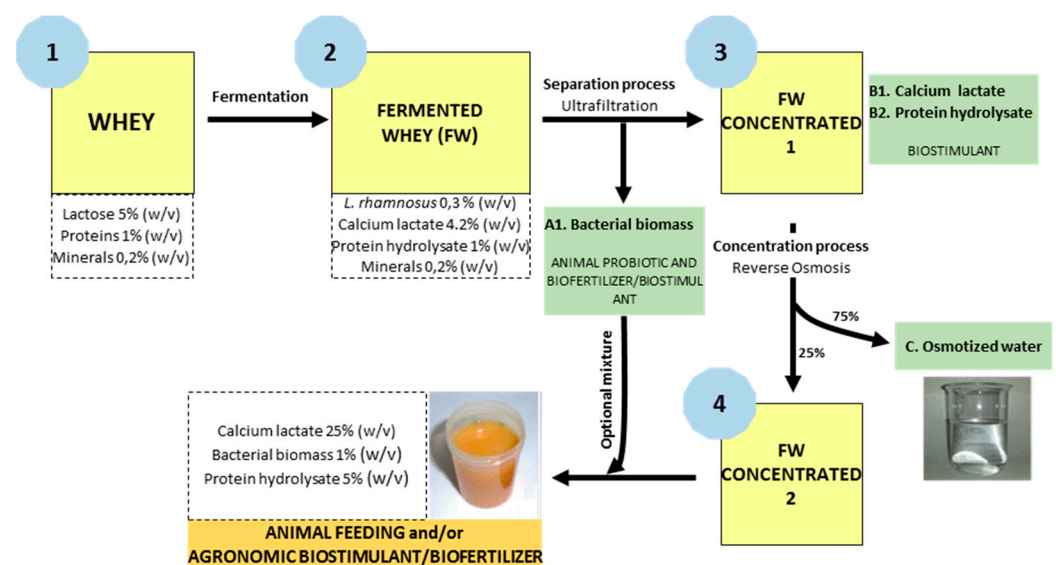 1
WHEY
Lactose 5% (w/v)
Proteins 1% (w/v)
Minerals 0,2% (w/v)
Fermentation
2
FERMENTED
WHEY (FW)
L. rhamnosus 0,3 % (w/v)
Calcium lactate 4.2% (w/v)
Protein hydrolysate 1% (w/v)
Minerals 0,2% (w/v)
Separation process
Ultrafiltration
A1. Bacterial biomass
ANIMAL PROBIOTIC AND
BIOFERTILIZER/BIOSTIMUL
ANT
3
FW
CONCENTRATED
1
B1. Calcium lactate
B2. Protein hydrolysate
BIOSTIMULANT
Concentration process
Reverse Osmosis
75%
25%
C. Osmotized water
4
FW
CONCENTRATED
2
Optional mixture
Calcium lactate 25% (w/v)
Bacterial biomass 1% (w/v)
Protein hydrolysate 5% (w/v)
ANIMAL FEEDING and/or
AGRONOMIC BIOSTIMULANT/BIOFERTILIZER